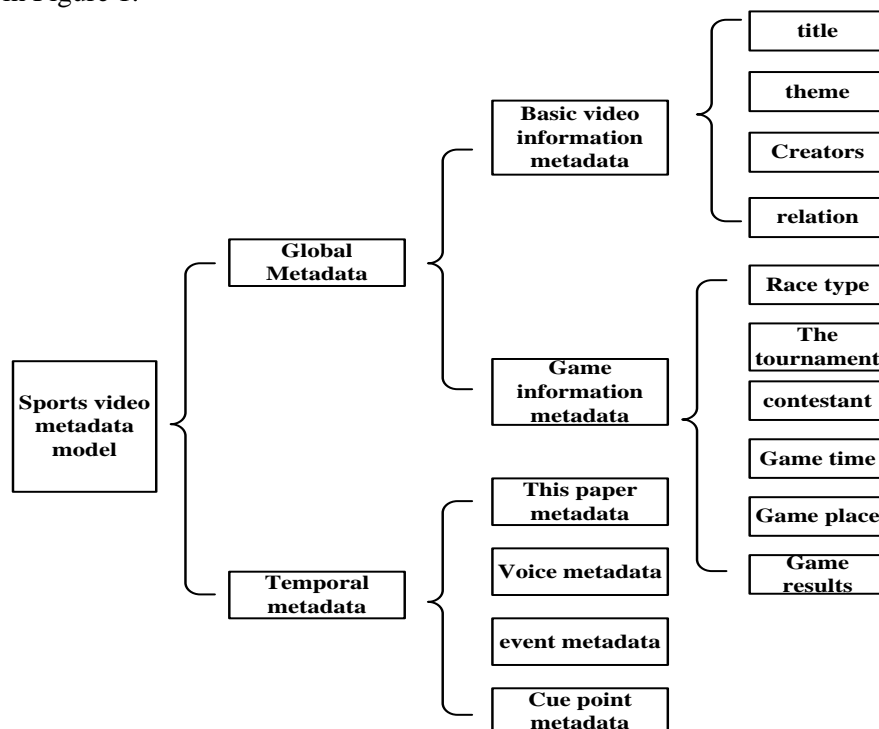 in Figure 1.
title
theme
Creators
relation
Basic video
information
metadata
Global
Metadata
Race type
The
tournament
contestant
Game time
Game place
Game
results
Game
information
metadata
Sports video
metadata
model
This paper
metadata
Voice metadata
event metadata
Cue point
metadata
Temporal
metadata